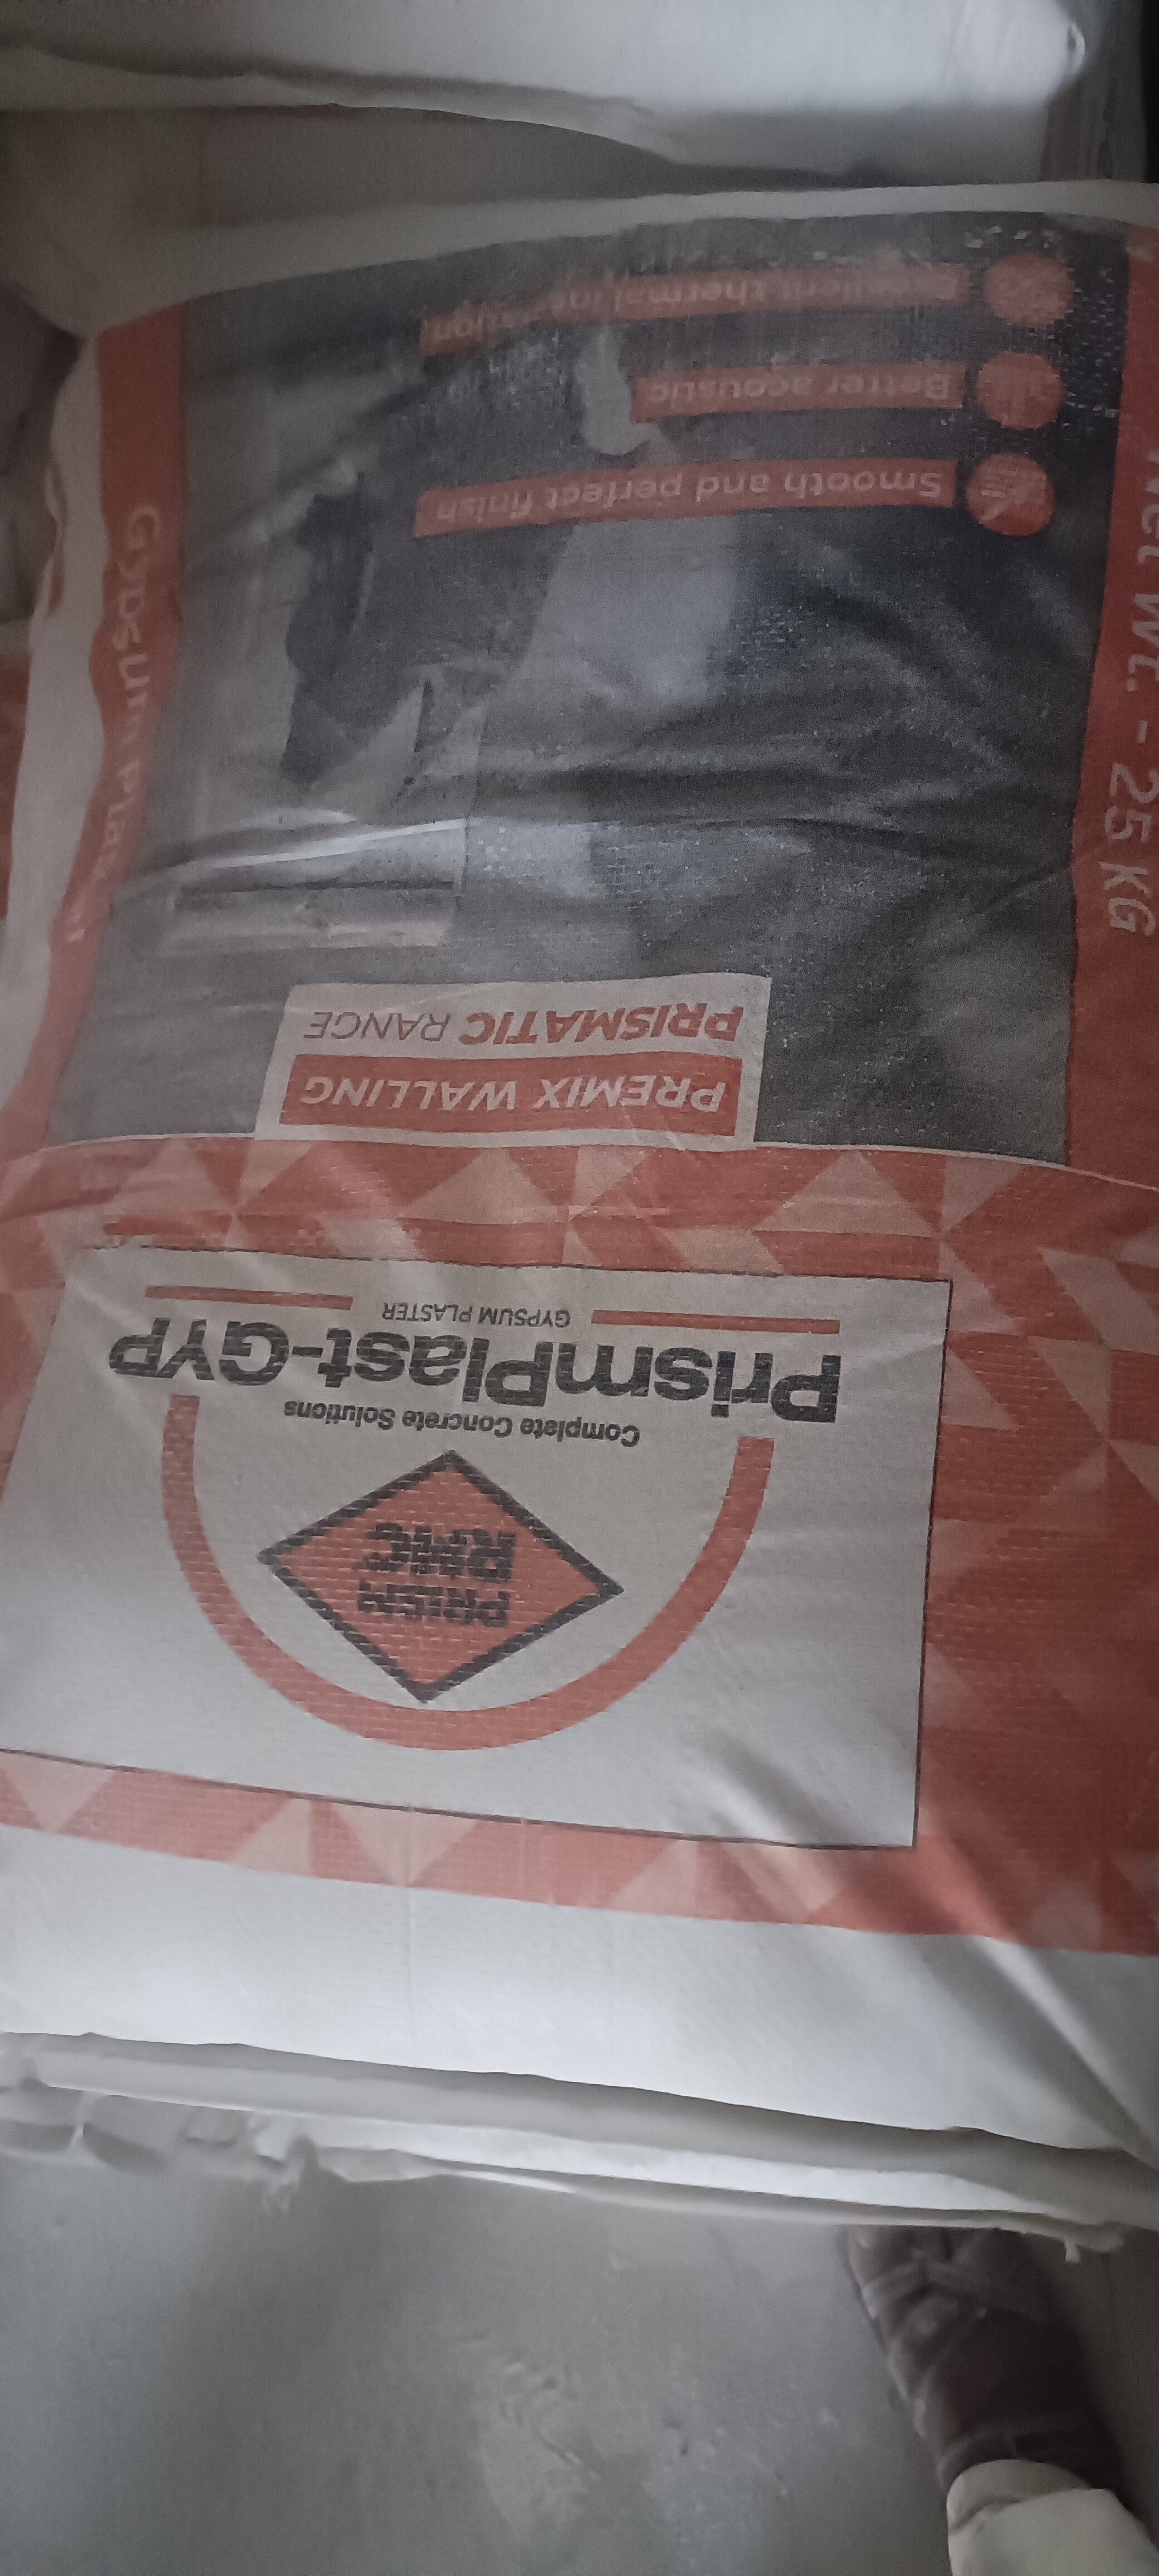 PRISM
RMC
Complete Concrete Solutions
PrismPlast-GYP
GYPSUM PLASTER
PREMIX WALLING
PRISMATIC RANGE
Net Wt. - 25 KG
Gypsum Plaster
Smooth and perfect finish
Better acoustic
Excellent thermal insulation